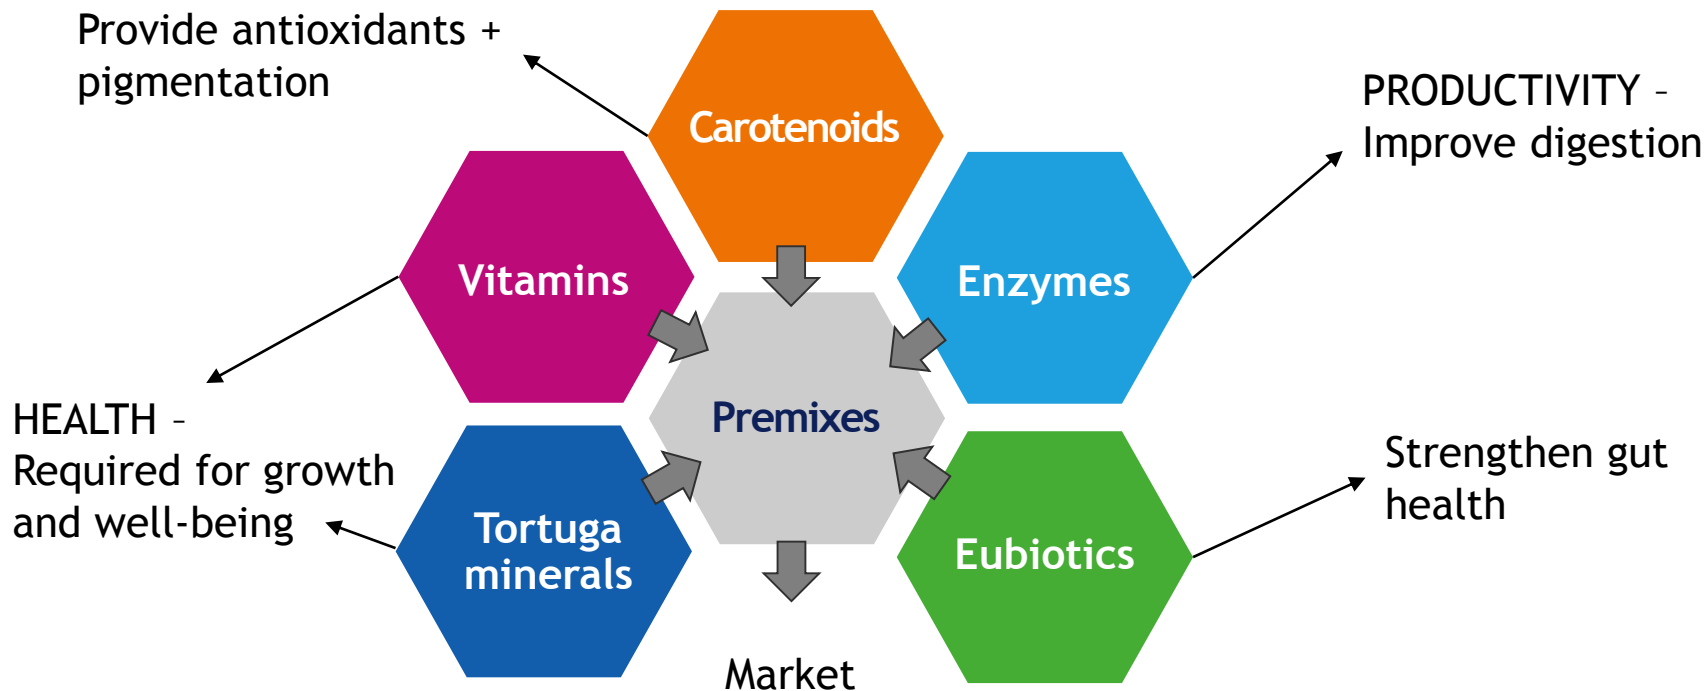 Provide antioxidants +
pigmentation
Carotenoids
PRODUCTIVITY –
Improve digestion
Vitamins
Enzymes
Premixes
HEALTH –
Required for growth
and well-being
Tortuga
minerals
Eubiotics
Strengthen gut
health
Market